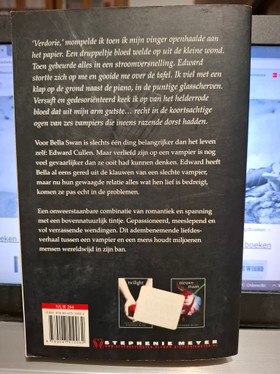 'Verdorie,' mompelde ik toen ik mijn vinger openhaalde aan
het papier. Een druppeltje bloed welde op uit de kleine wond.
Toen gebeurde alles in een stroomversnelling. Edward
stortte zich op me en gooide me over de tafel. Ik viel met een
klap op de grond naast de piano, in de puntige glasscherven.
Versuft en gedesoriënteerd keek ik op van het helderrode
bloed dat uit mijn arm gutste... recht in de koortsachtige
ogen van zes vampiers die ineens razende dorst hadden.
Voor Bella Swan is slechts één ding belangrijker dan het leven
zelf: Edward Cullen. Maar verliefd zijn op een vampier is nog
veel gevaarlijker dan ze ooit had kunnen denken. Edward heeft
Bella al eens gered uit de klauwen van een slechte vampier,
maar nu hun gewaagde relatie alles wat hen lief is bedreigt,
komen ze pas echt in de problemen.
Een onweerstaanbare combinatie van romantiek en spanning
met een bovennatuurlijk tintje. Gepassioneerd, meeslepend en
vol verrassende wendingen. Dit adembenemende liefdes-
verhaal tussen een vampier en een mens houdt miljoenen
mensen wereldwijd in zijn ban.
twilight
nieuwe
maan
NUR 284
STEPHENIE MEYER
boeken